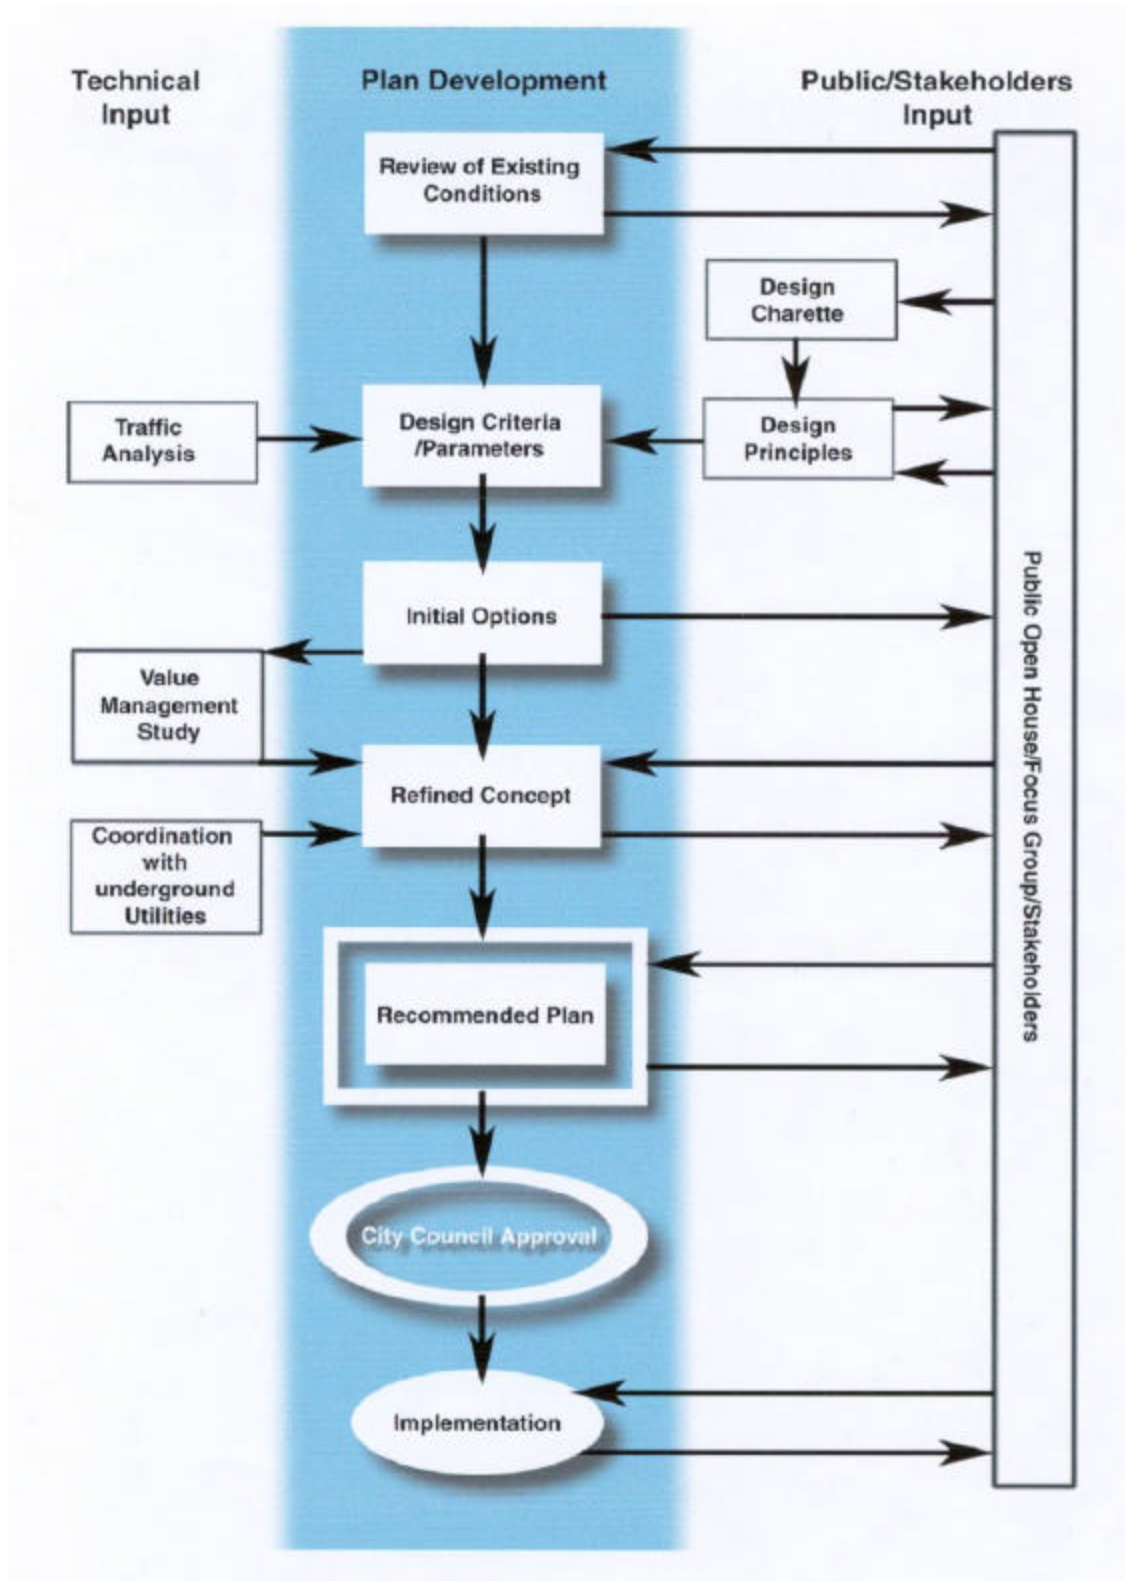 Technical
Input
Plan Development
Public/Stakeholders
Input
Review of Existing
Conditions
Design
Charette
Traffic
Analysis
Design Criteria
/Parameters
Design
Principles
Initial Options
Value
Management
Study
Refined Concept
Coordination
with
underground
Utilities
Recommended Plan
City Council Approval
Implementation
Public Open House/Focus Group/Stakeholders